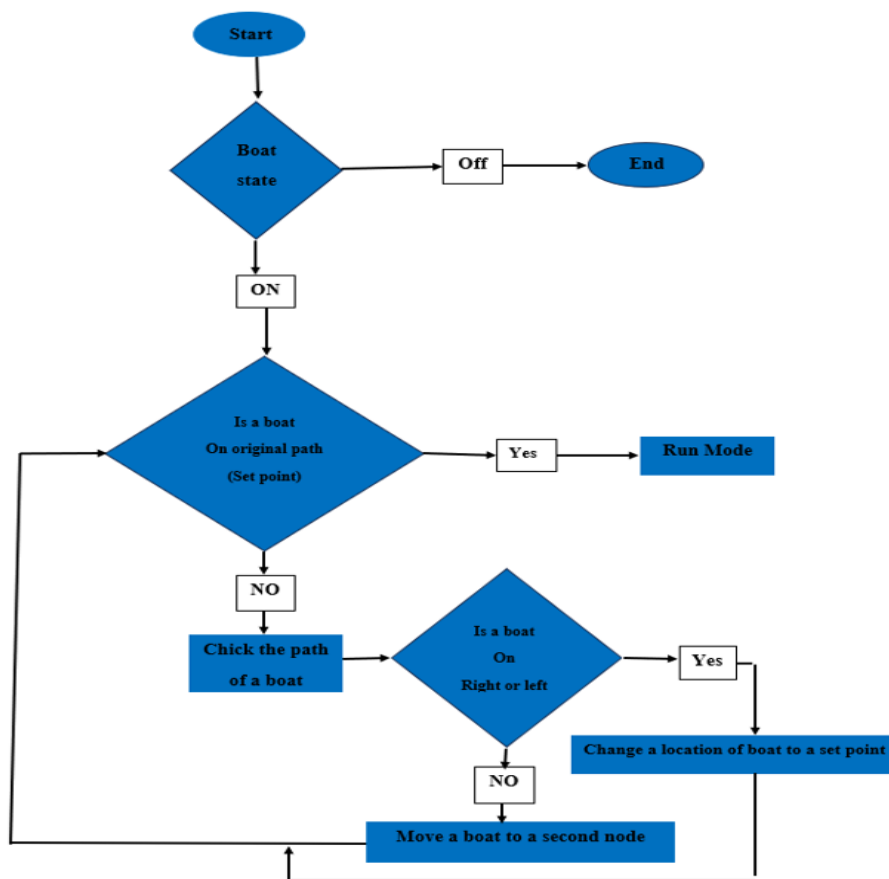 Start
Boat
state
Off
End
ON
Is a boat
On original path
(Set point)
Yes
Run Mode
NO
Chick the path
of a boat
Is a boat
On
Right or left
Yes
Change a location of boat to a set point
NO
Move a boat to a second node